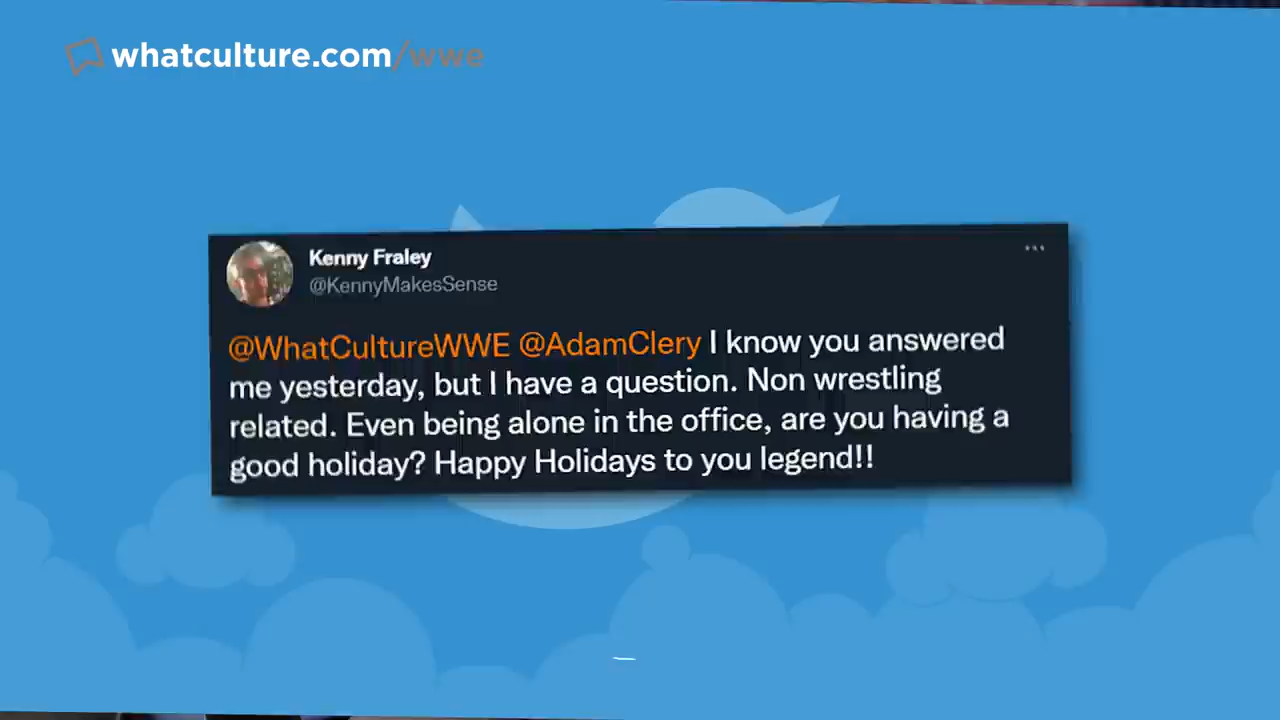 whatculture.com/wwe
Kenny Fraley
@KennyMakesSense
@WhatCultureWWE @AdamClery I know you answered
me yesterday, but I have a question. Non wrestling
related. Even being alone in the office, are you having a
good holiday? Happy Holidays to you legend!!